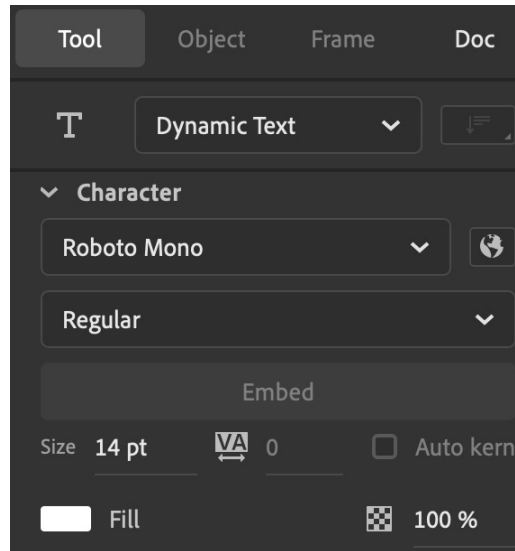 Tool Object Frame Doc
T Dynamic Text
Character
Roboto Mono
Regular
Embed
Size 14 pt VA 0 Auto kern
Fill 100 %